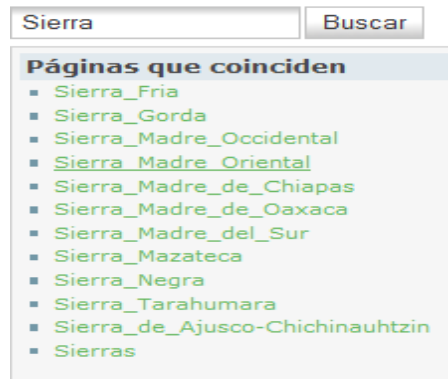 Sierra Buscar
Páginas que coinciden
Sierra_Fria
Sierra_Gorda
Sierra_Madre_Occidental
Sierra_Madre_Oriental
Sierra_Madre_de_Chiapas
Sierra_Madre_de_Oaxaca
Sierra_Madre_del_Sur
Sierra_Mazateca
Sierra_Negra
Sierra_Tarahumara
Sierra_de_Ajusco-Chichinauhtzin
Sierras